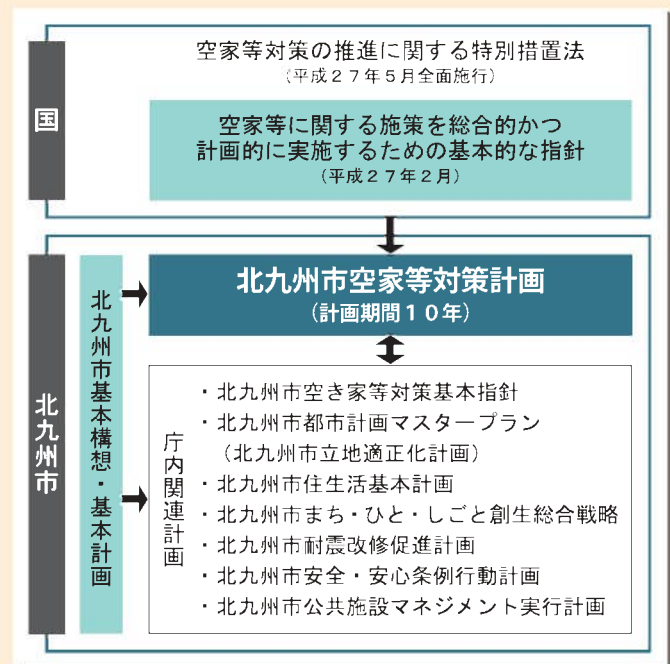 国
空家等対策の推進に関する特別措置法
（平成２７年５月全面施行）
空家等に関する施策を総合的かつ
計画的に実施するための基本的な指針
（平成２７年２月）
北九州市
北九州市基本構想・基本計画
北九州市空家等対策計画
（計画期間１０年）
庁内関連計画
・北九州市空き家等対策基本指針
・北九州市都市計画マスタープラン
（北九州市立地適正化計画）
・北九州市住生活基本計画
・北九州市まち・ひと・しごと創生総合戦略
・北九州市耐震改修促進計画
・北九州市安全・安心条例行動計画
・北九州市公共施設マネジメント実行計画